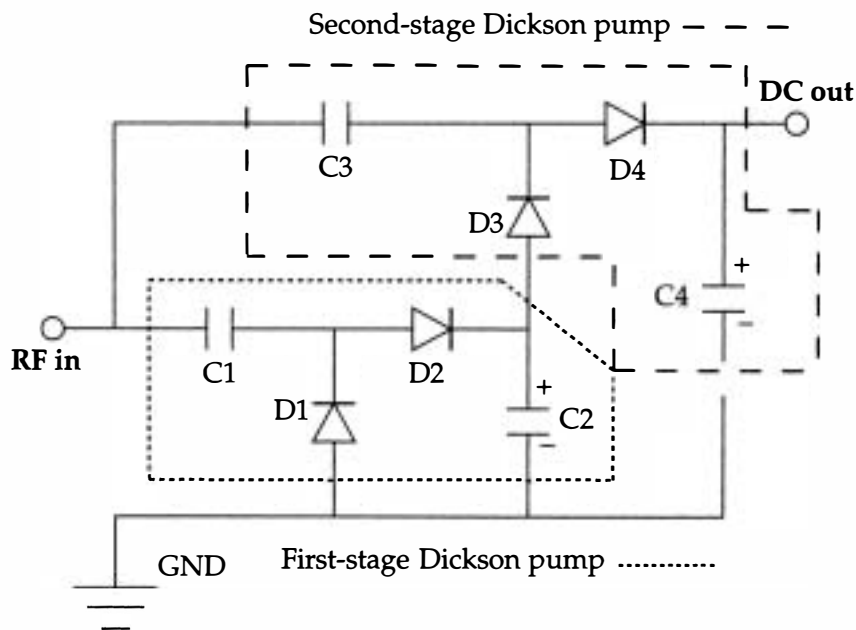 Second-stage Dickson pump
DC out
C3
D4
D3
+
C4
−
RF in
C1
D2
D1
+
C2
−
GND
First-stage Dickson pump